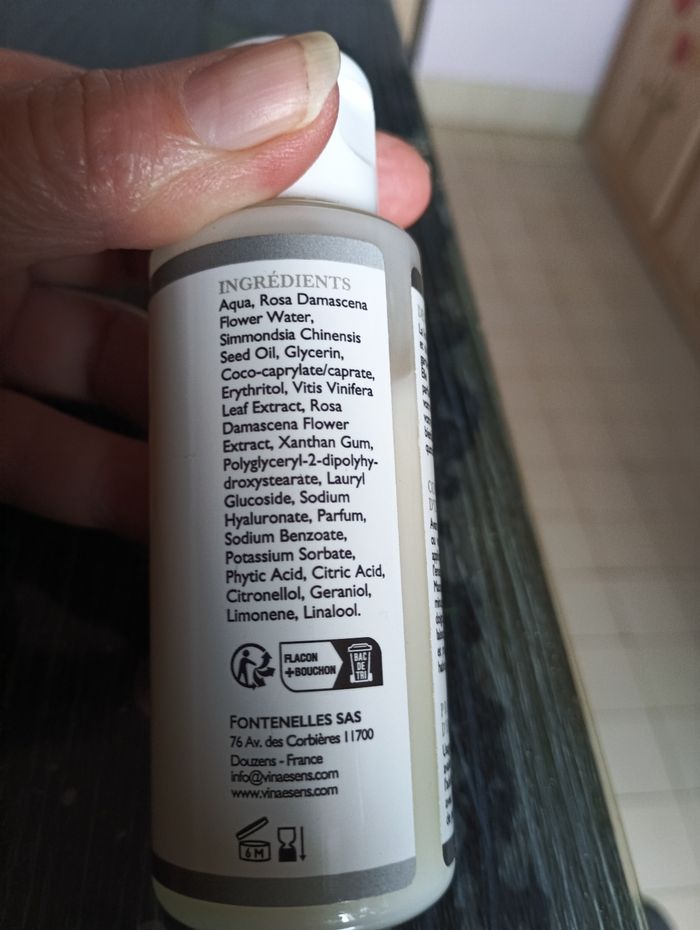 INGRÉDIENTS
Aqua, Rosa Damascena
Flower Water,
Simmondsia Chinensis
Seed Oil, Glycerin,
Coco-caprylate/caprate,
Erythritol, Vitis Vinifera
Leaf Extract, Rosa
Damascena Flower
Extract, Xanthan Gum,
Polyglyceryl-2-dipolyhy-
droxystearate, Lauryl
Glucoside, Sodium
Hyaluronate, Parfum,
Sodium Benzoate,
Potassium Sorbate,
Phytic Acid, Citric Acid,
Citronellol, Geraniol,
Limonene, Linalool.
FLACON
+BOUCHON
BAC
DE
TRI
FONTENELLES SAS
76 Av. des Corbières 11700
Douzens - France
info@vinaesens.com
www.vinaesens.com
6 M